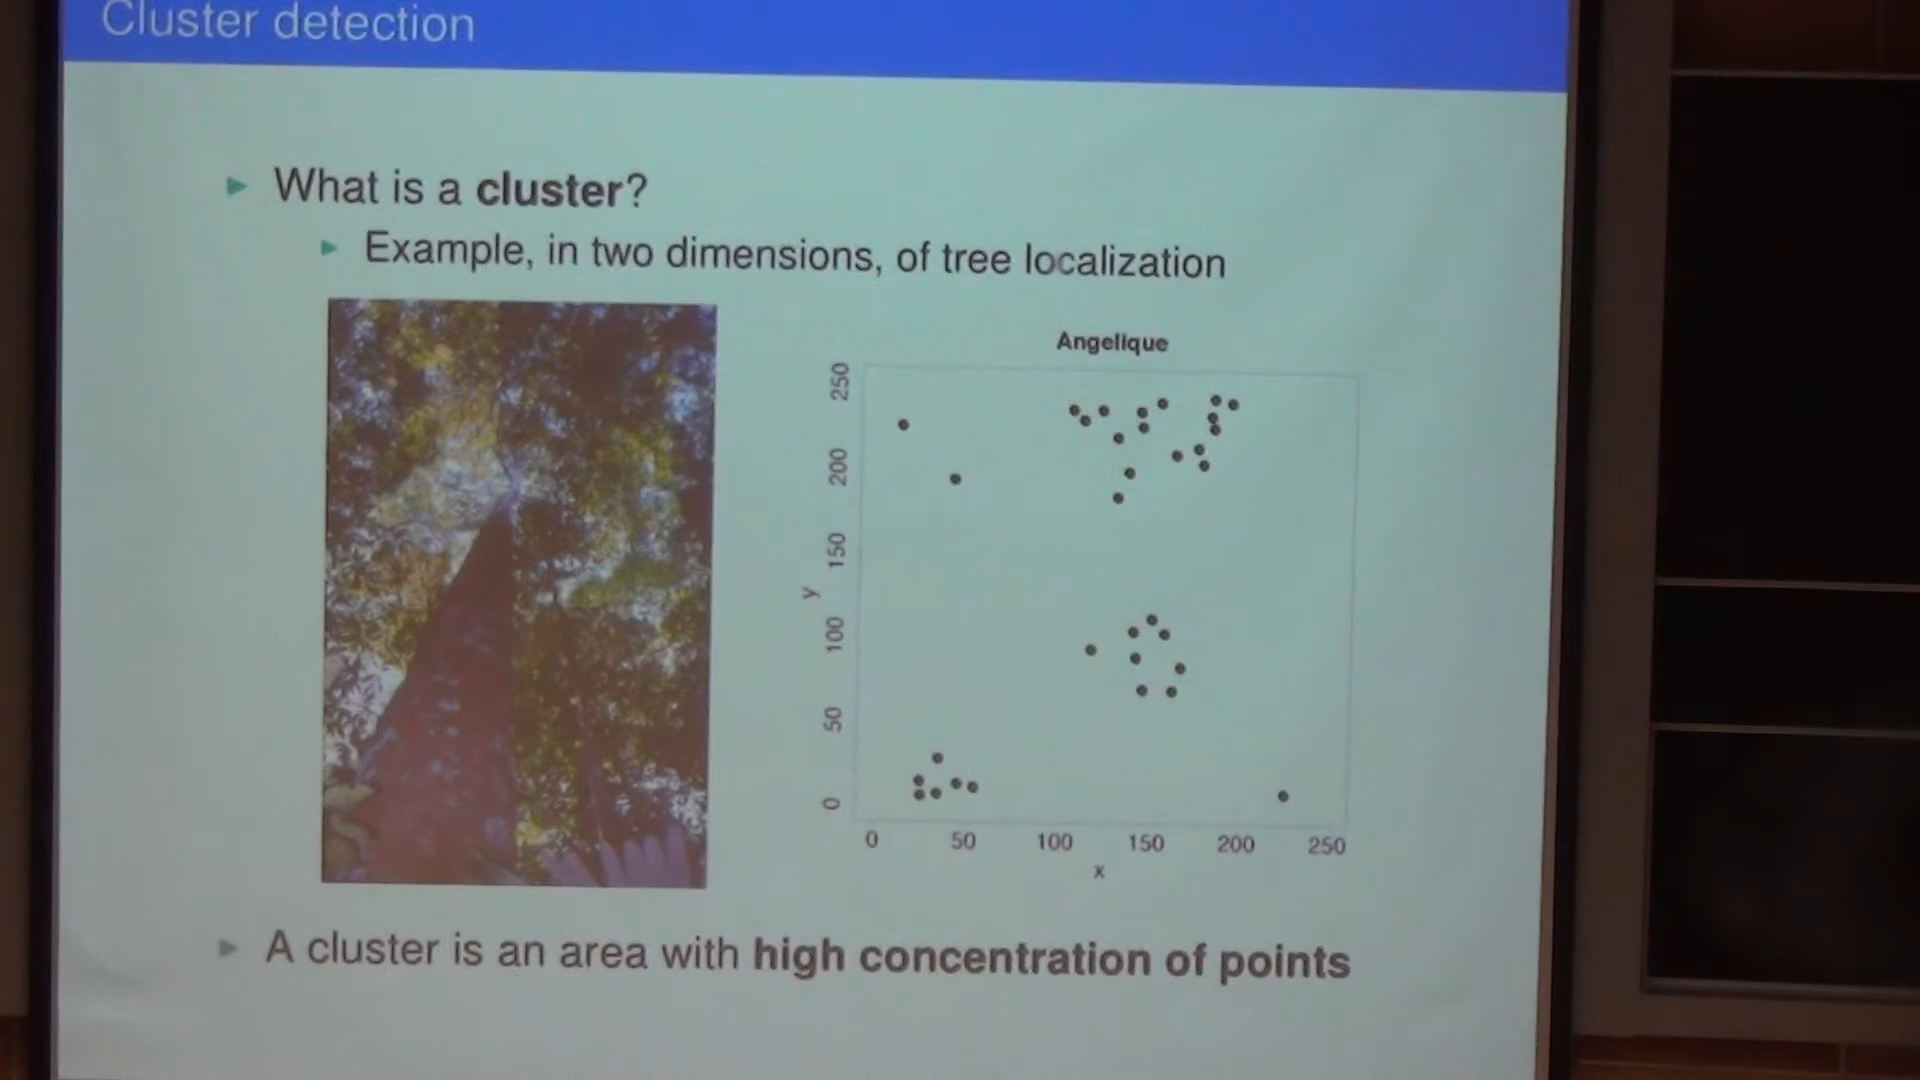 Cluster detection
What is a cluster?
Example, in two dimensions, of tree localization
Angelique
250
200
150
100
50
0
y
0 50 100 150 200 250
x
A cluster is an area with high concentration of points